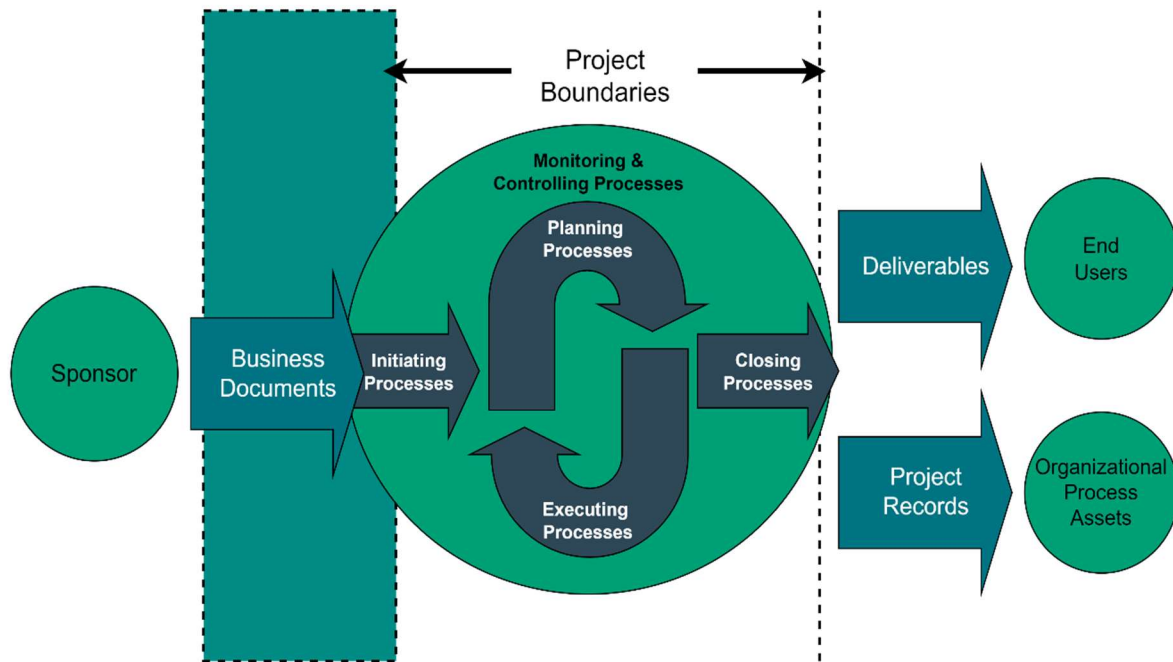 Project
Boundaries
Monitoring &
Controlling Processes
Planning
Processes
Sponsor
Business
Documents
Initiating
Processes
Closing
Processes
Executing
Processes
Deliverables
End
Users
Project
Records
Organizational
Process
Assets